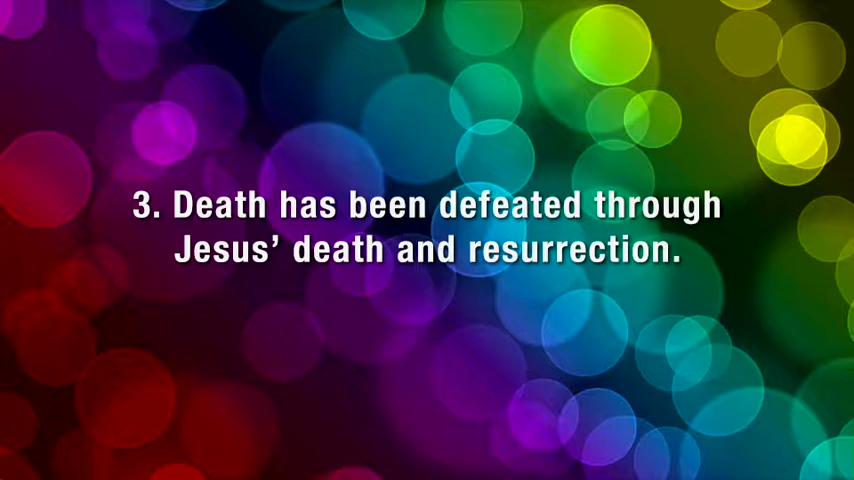 3. Death has been defeated through
Jesus’ death and resurrection.